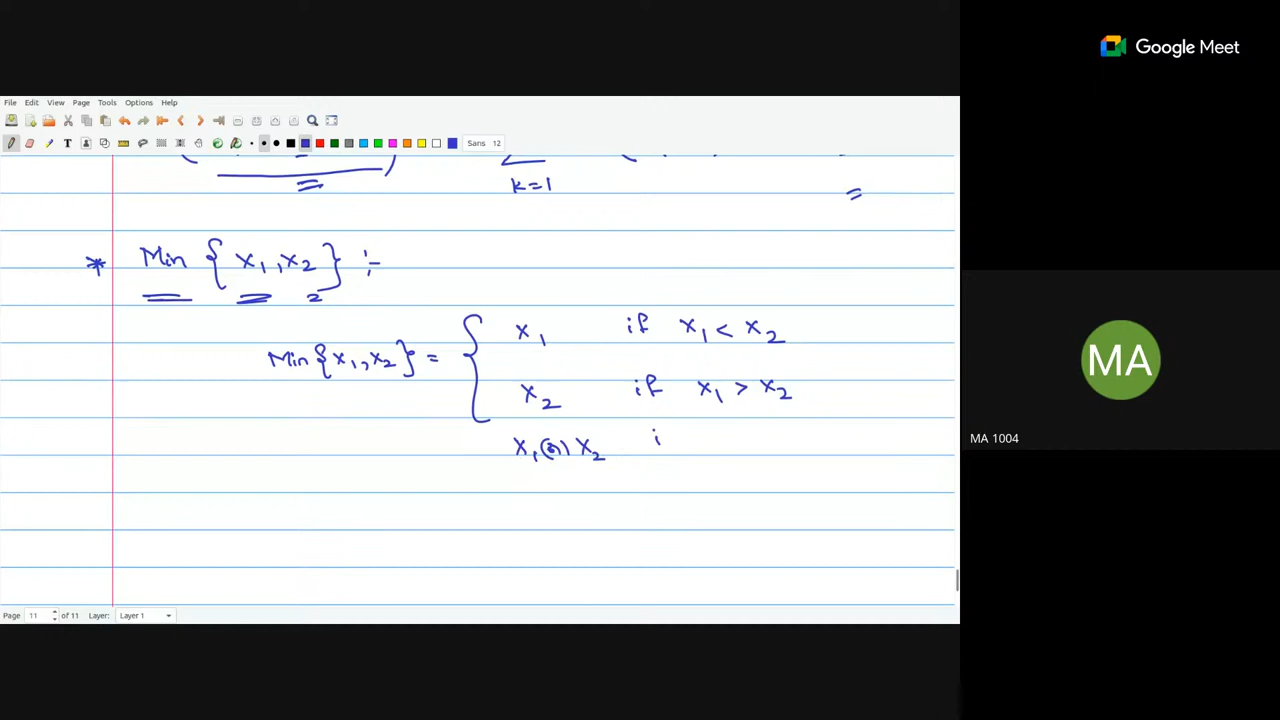 Google Meet
File Edit View Page Tools Options Help
Sans 12
k=1
=
* Min {x₁,x₂} ÷
2
Min{x₁,x₂} = { x₁ if x₁ < x₂
x₂ if x₁ > x₂
x₁(or) x₂ i
MA
MA 1004
Page 11 of 11 Layer: Layer 1